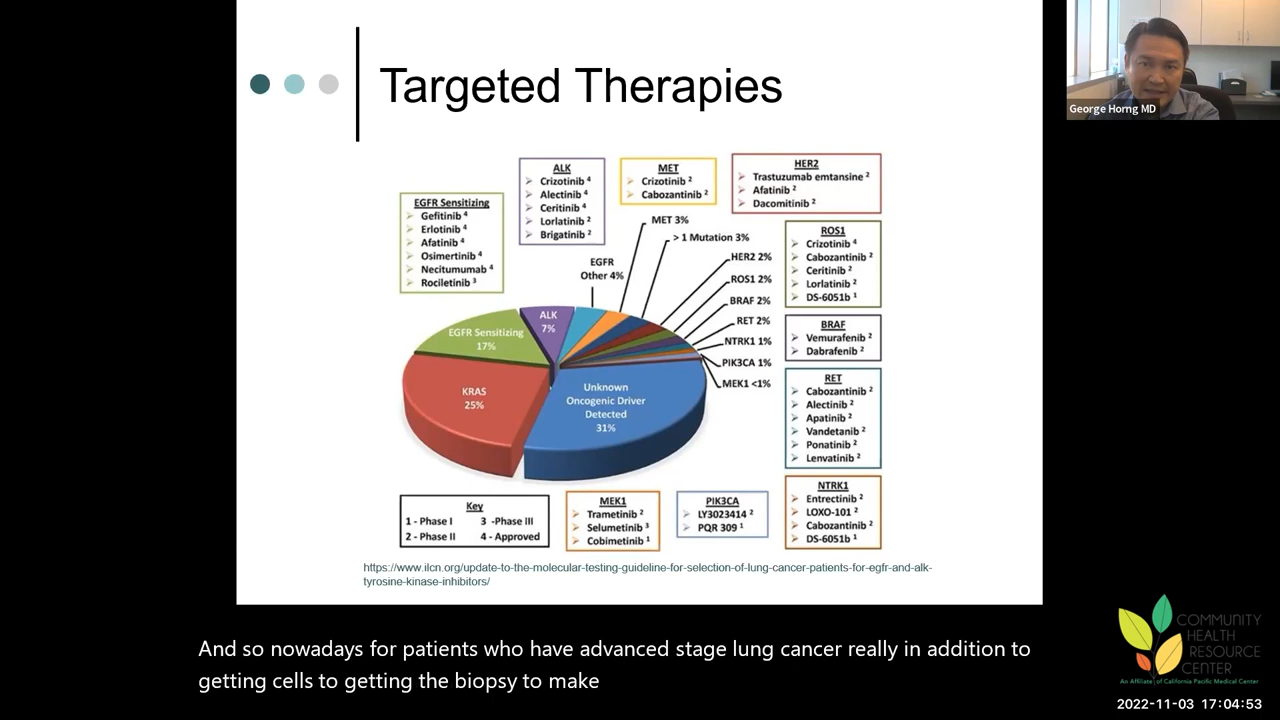 Targeted Therapies
George Horng MD
ALK
➢ Crizotinib 4
➢ Alectinib 4
➢ Ceritinib 4
➢ Lorlatinib 2
➢ Brigatinib 2
MET
➢ Crizotinib 2
➢ Cabozantinib 2
HER2
➢ Trastuzumab emtansine 2
➢ Afatinib 2
➢ Dacomitinib 2
EGFR Sensitizing
➢ Gefitinib 4
➢ Erlotinib 4
➢ Afatinib 4
➢ Osimertinib 4
➢ Necitumumab 4
➢ Rociletinib 3
ROS1
➢ Crizotinib 4
➢ Cabozantinib 2
➢ Ceritinib 2
➢ Lorlatinib 2
➢ DS-6051b 1
MET 3%
> 1 Mutation 3%
EGFR
Other 4%
HER2 2%
ROS1 2%
BRAF 2%
RET 2%
NTRK1 1%
PIK3CA 1%
MEK1 <1%
ALK
7%
EGFR Sensitizing
17%
KRAS
25%
Unknown
Oncogenic Driver
Detected
31%
BRAF
➢ Vemurafenib 2
➢ Dabrafenib 2
RET
➢ Cabozantinib 2
➢ Alectinib 2
➢ Apatinib 2
➢ Vandetanib 2
➢ Ponatinib 2
➢ Lenvatinib 2
Key
1 - Phase I 3 -Phase III
2 - Phase II 4 - Approved
MEK1
➢ Trametinib 2
➢ Selumetinib 3
➢ Cobimetinib 1
PIK3CA
➢ LY3023414 2
➢ PQR 309 1
NTRK1
➢ Entrectinib 2
➢ LOXO-101 2
➢ Cabozantinib 2
➢ DS-6051b 1
https://www.ilcn.org/update-to-the-molecular-testing-guideline-for-selection-of-lung-cancer-patients-for-egfr-and-alk-
tyrosine-kinase-inhibitors/
And so nowadays for patients who have advanced stage lung cancer really in addition to
getting cells to getting the biopsy to make
COMMUNITY
HEALTH
RESOURCE
CENTER
An Affiliate of California Pacific Medical Center
2022-11-03 17:04:53